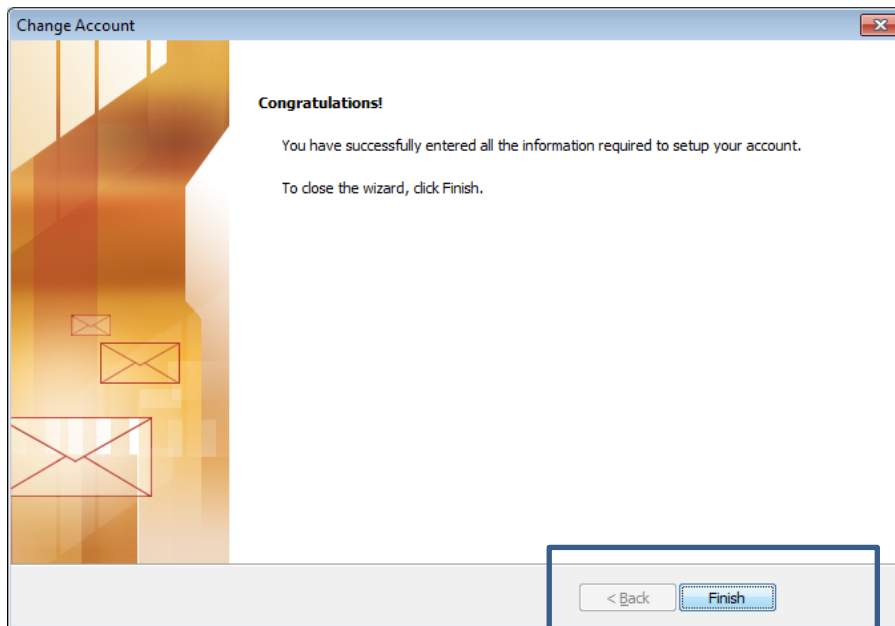 Change Account
Congratulations!
You have successfully entered all the information required to setup your account.
To close the wizard, click Finish.
< Back
Finish